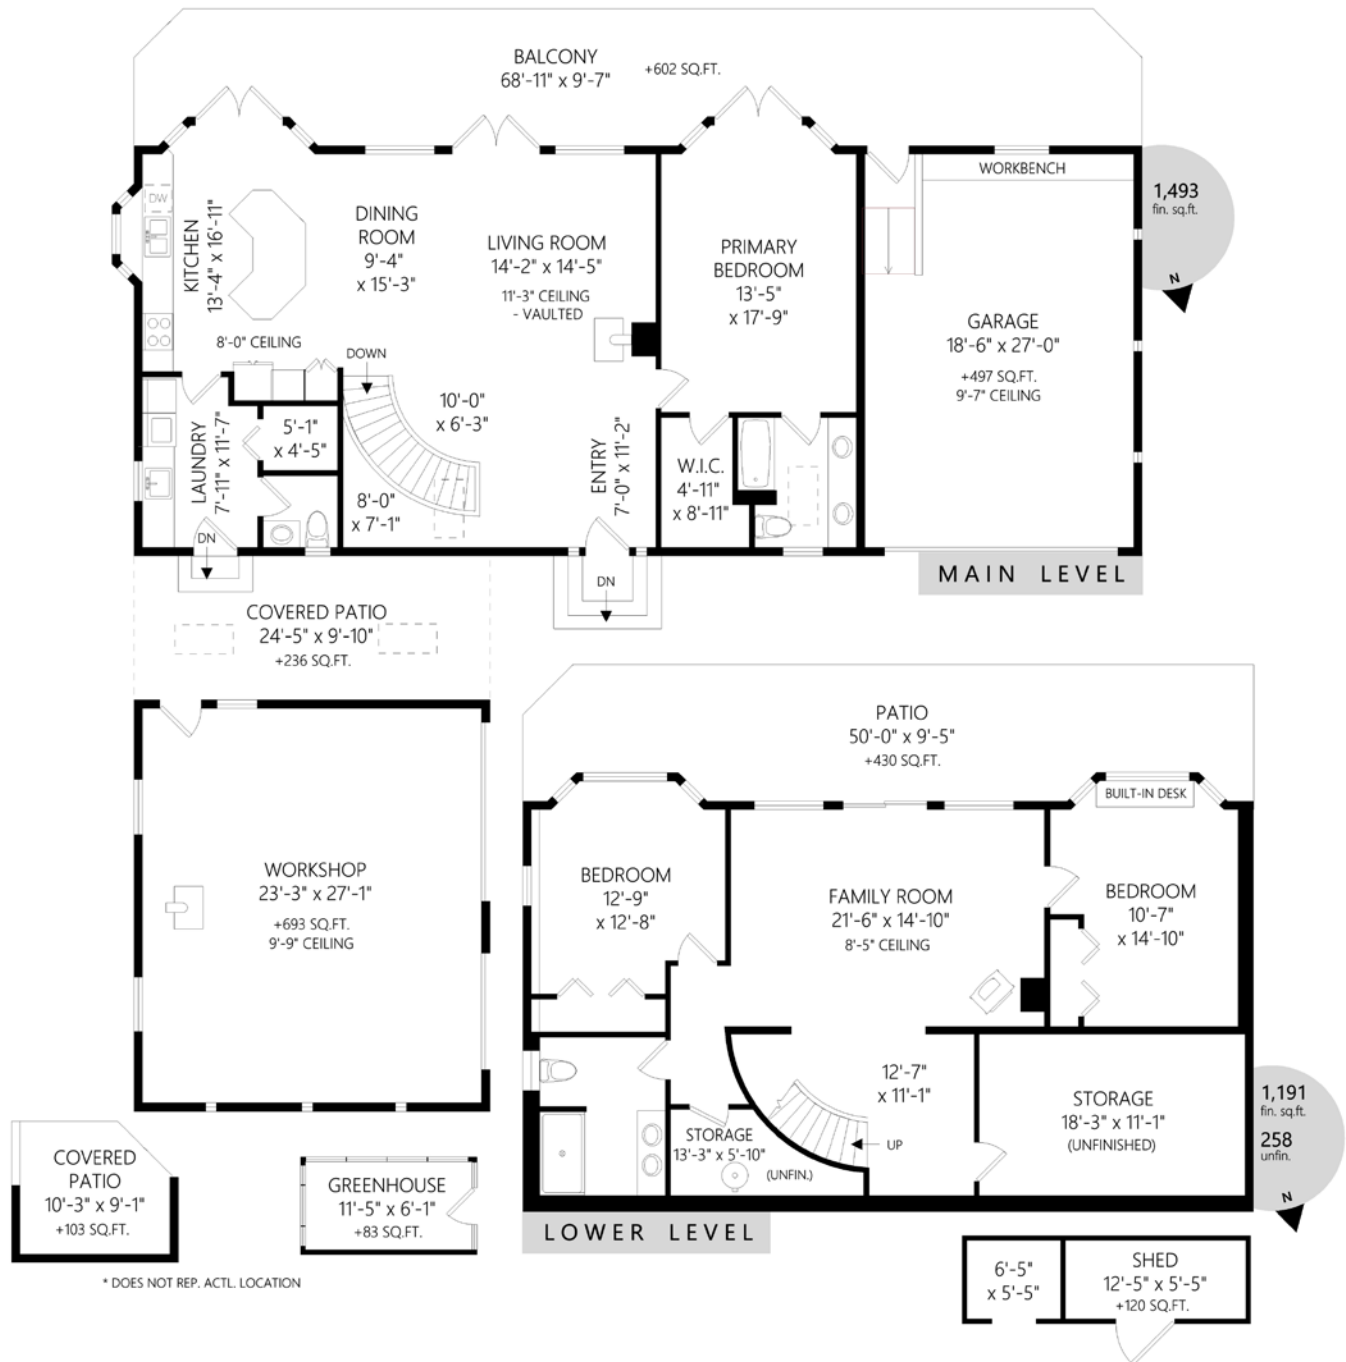 BALCONY
68'-11" x 9'-7"
+602 SQ.FT.
WORKBENCH
1,493
fin. sq.ft.
N
DW
KITCHEN
13'-4" x 16'-11"
DINING
ROOM
9'-4"
x 15'-3"
LIVING ROOM
14'-2" x 14'-5"
11'-3" CEILING
- VAULTED
PRIMARY
BEDROOM
13'-5"
x 17'-9"
GARAGE
18'-6" x 27'-0"
+497 SQ.FT.
9'-7" CEILING
8'-0" CEILING
DOWN
10'-0"
x 6'-3"
LAUNDRY
7'-11" x 11'-7"
5'-1"
x 4'-5"
8'-0"
x 7'-1"
ENTRY
7'-0" x 11'-2"
W.I.C.
4'-11"
x 8'-11"
DN
DN
MAIN LEVEL
COVERED PATIO
24'-5" x 9'-10"
+236 SQ.FT.
WORKSHOP
23'-3" x 27'-1"
+693 SQ.FT.
9'-9" CEILING
PATIO
50'-0" x 9'-5"
+430 SQ.FT.
BUILT-IN DESK
BEDROOM
12'-9"
x 12'-8"
FAMILY ROOM
21'-6" x 14'-10"
8'-5" CEILING
BEDROOM
10'-7"
x 14'-10"
12'-7"
x 11'-1"
UP
STORAGE
13'-3" x 5'-10"
(UNFIN.)
STORAGE
18'-3" x 11'-1"
(UNFINISHED)
1,191
fin. sq.ft.
258
unfin.
N
LOWER LEVEL
COVERED
PATIO
10'-3" x 9'-1"
+103 SQ.FT.
GREENHOUSE
11'-5" x 6'-1"
+83 SQ.FT.
* DOES NOT REP. ACTL. LOCATION
6'-5"
x 5'-5"
SHED
12'-5" x 5'-5"
+120 SQ.FT.